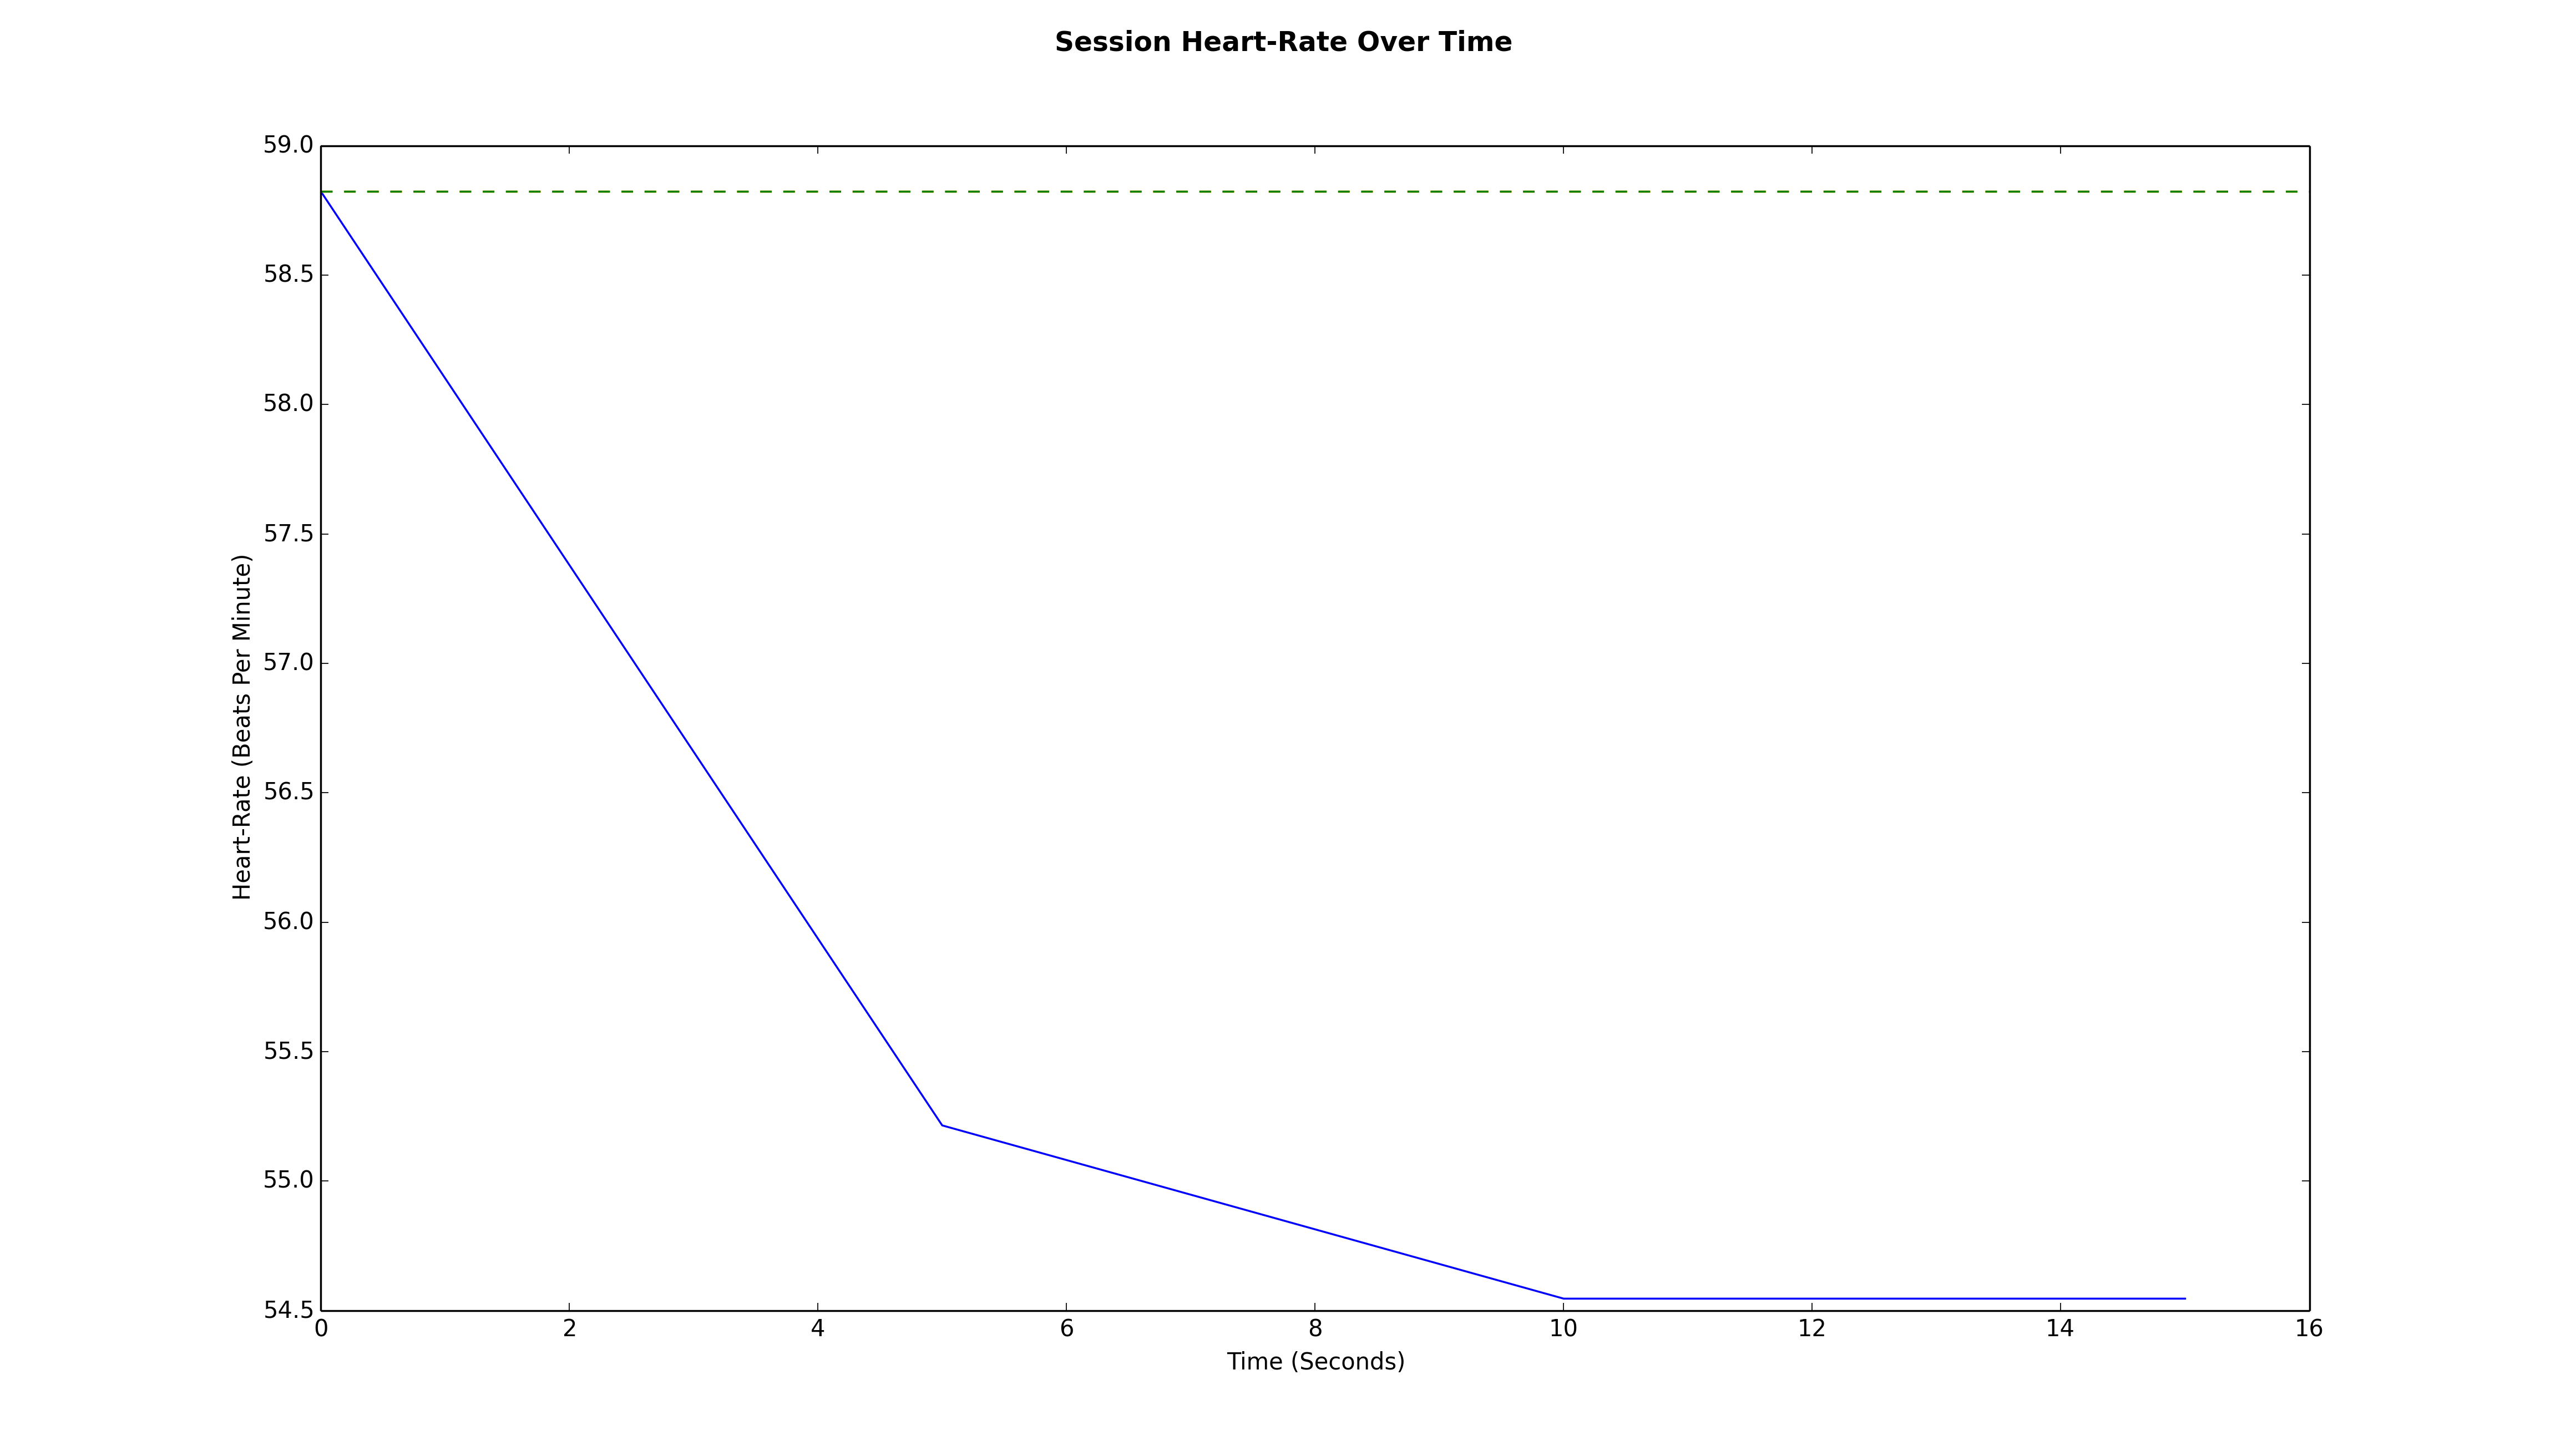 Session Heart-Rate Over Time
59.0
58.5
58.0
57.5
57.0
56.5
56.0
55.5
55.0
54.5
Heart-Rate (Beats Per Minute)
0 2 4 6 8 10 12 14 16
Time (Seconds)